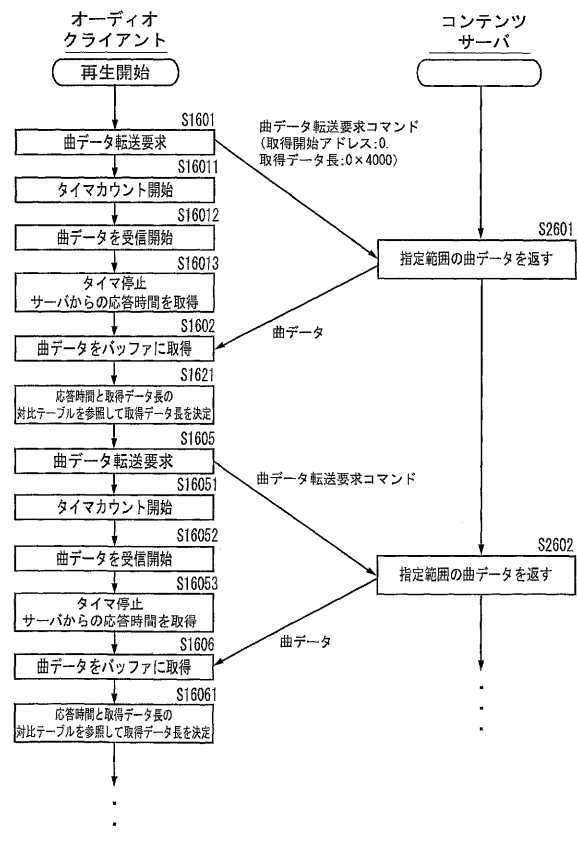 オーディオ
クライアント
コンテンツ
サーバ
再生開始
S1601
曲データ転送要求
曲データ転送要求コマンド
(取得開始アドレス:0.
取得データ長:0×4000)
S16011
タイマカウント開始
S16012
曲データを受信開始
S2601
指定範囲の曲データを返す
S16013
タイマ停止
サーバからの応答時間を取得
曲データ
S1602
曲データをバッファに取得
S1621
応答時間と取得データ長の
対比テーブルを参照して取得データ長を決定
S1605
曲データ転送要求
曲データ転送要求コマンド
S16051
タイマカウント開始
S16052
曲データを受信開始
S2602
指定範囲の曲データを返す
S16053
タイマ停止
サーバからの応答時間を取得
曲データ
S1606
曲データをバッファに取得
S16061
応答時間と取得データ長の
対比テーブルを参照して取得データ長を決定